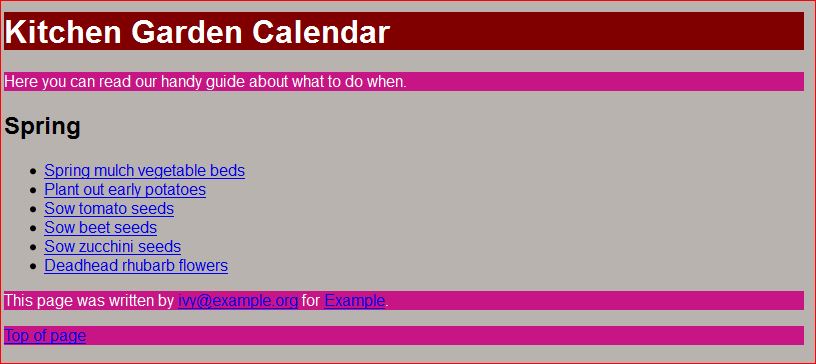 Kitchen Garden Calendar
Here you can read our handy guide about what to do when.
Spring
Spring mulch vegetable beds
Plant out early potatoes
Sow tomato seeds
Sow beet seeds
Sow zucchini seeds
Deadhead rhubarb flowers
This page was written by ivy@example.org for Example.
Top of page